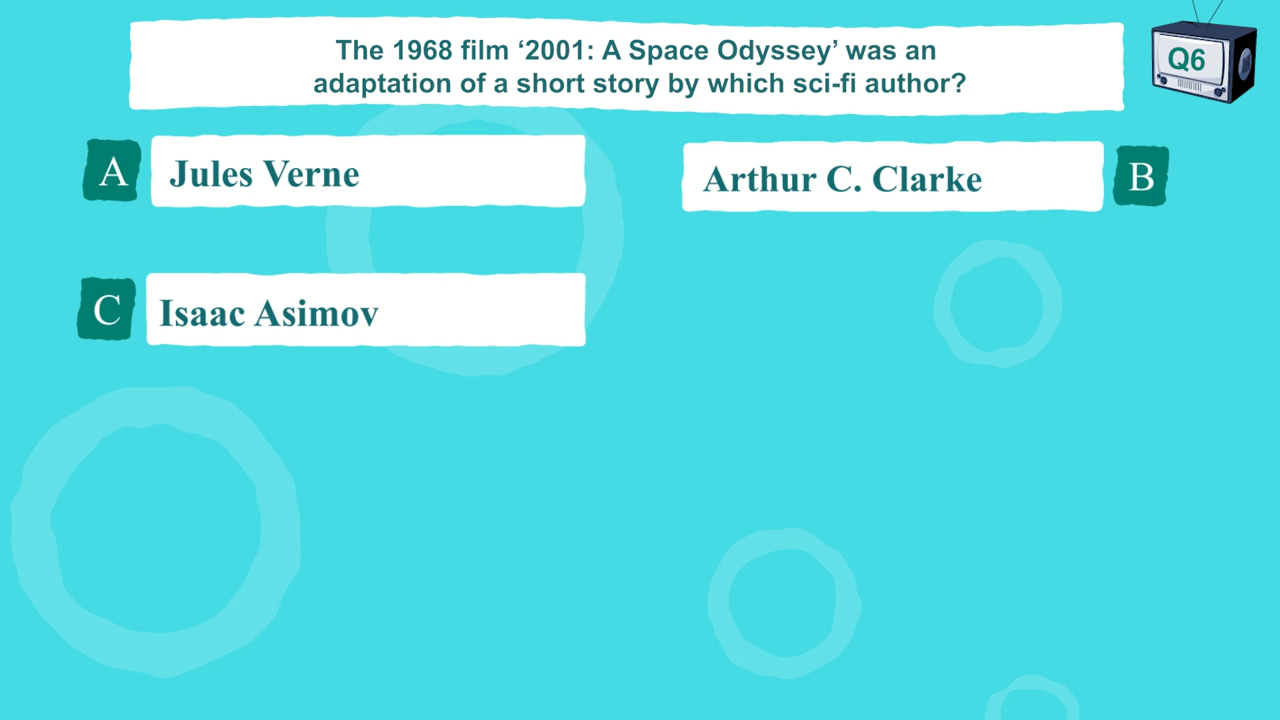 The 1968 film ‘2001: A Space Odyssey’ was an
adaptation of a short story by which sci-fi author?
Q6
A Jules Verne
Arthur C. Clarke B
C Isaac Asimov